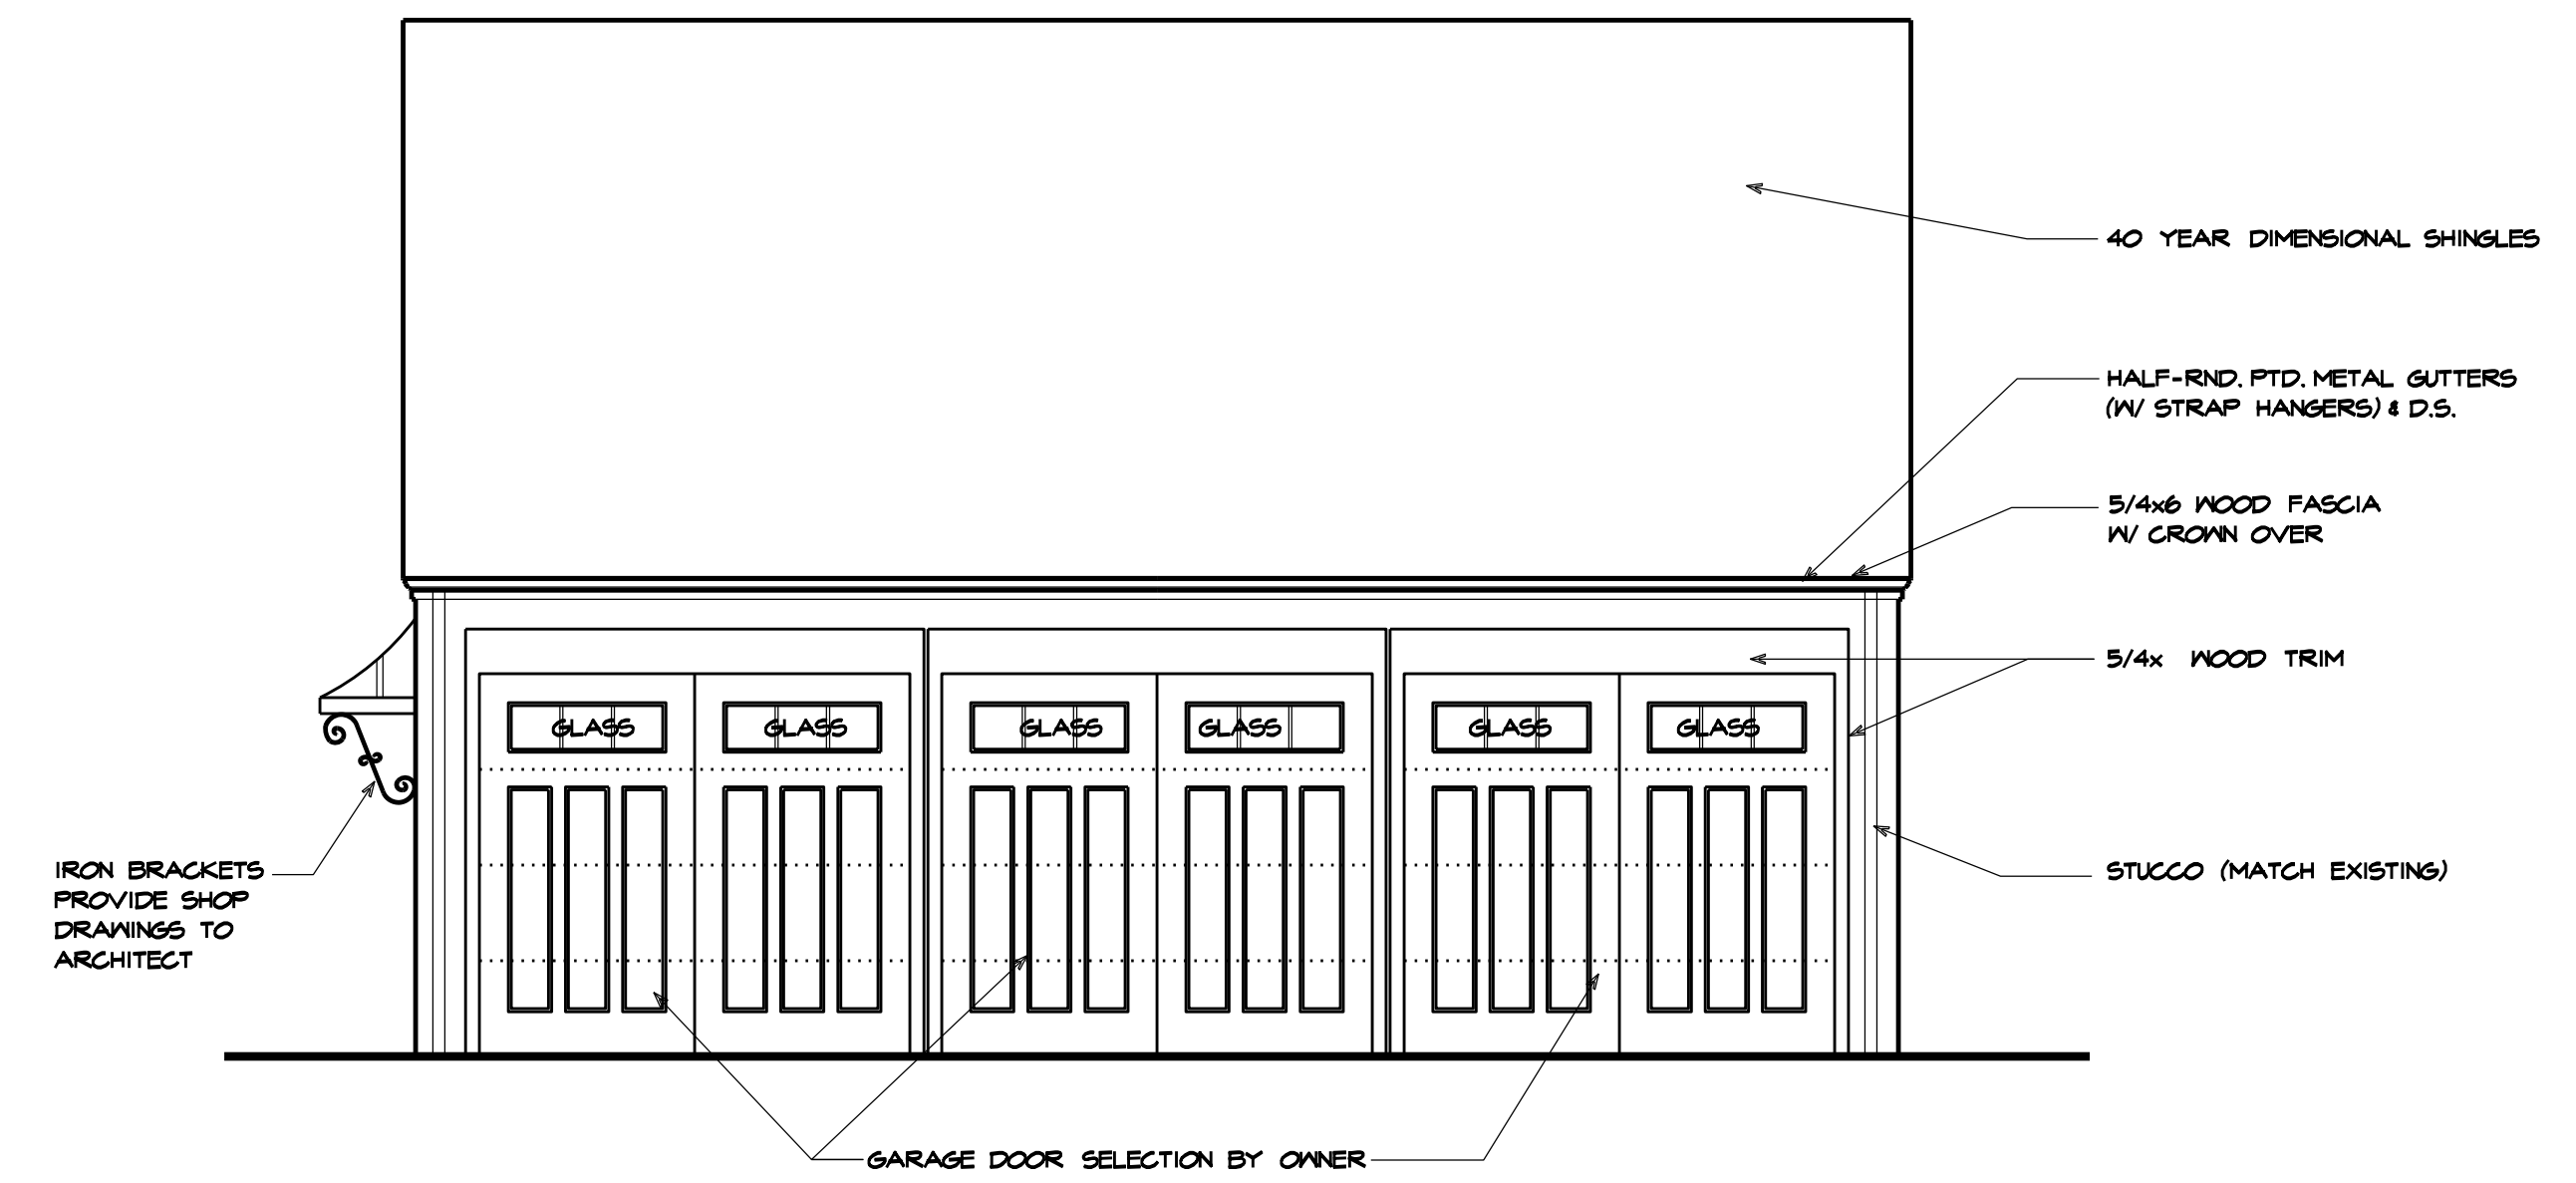 40 YEAR DIMENSIONAL SHINGLES
HALF-RND. PTD. METAL GUTTERS
(W/ STRAP HANGERS) & D.S.
5/4x6 WOOD FASCIA
W/ CROWN OVER
5/4x WOOD TRIM
GLASS GLASS GLASS GLASS GLASS GLASS
STUCCO (MATCH EXISTING)
IRON BRACKETS
PROVIDE SHOP
DRAWINGS TO
ARCHITECT
GARAGE DOOR SELECTION BY OWNER